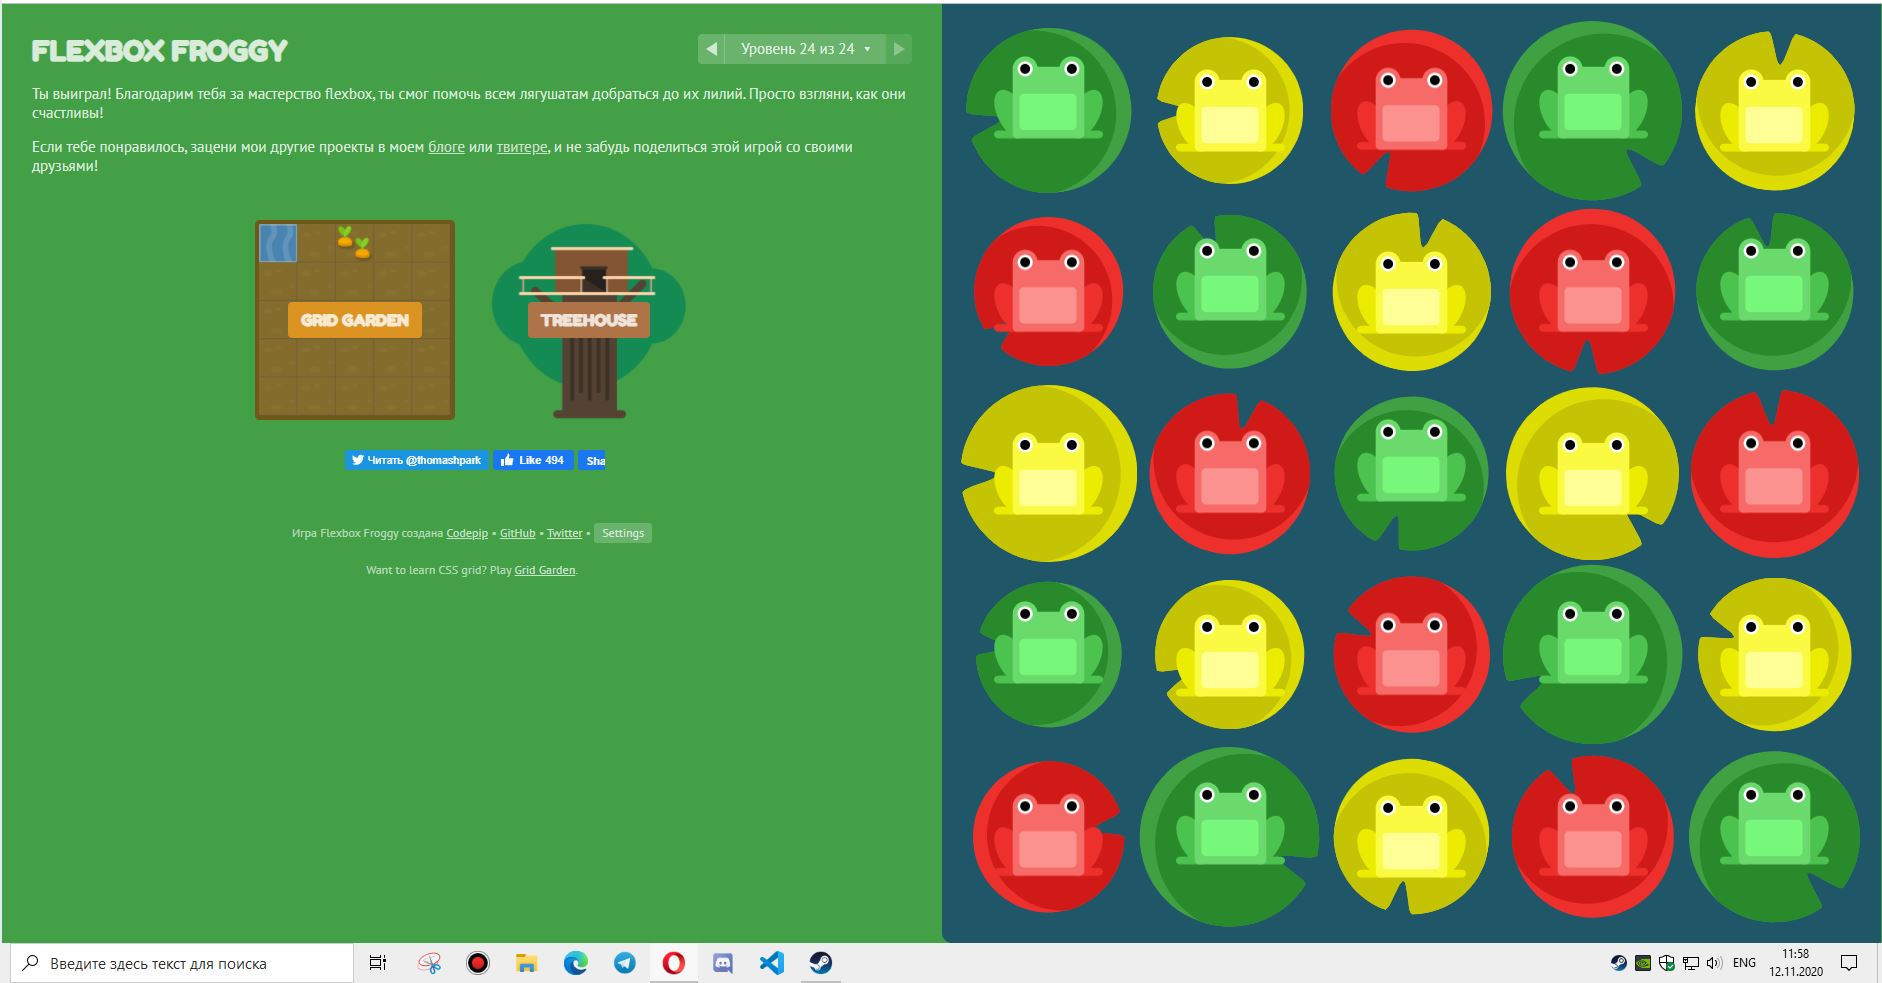 FLEXBOX FROGGY
Уровень 24 из 24
Ты выиграл! Благодарим тебя за мастерство flexbox, ты смог помочь всем лягушатам добраться до их лилий. Просто взгляни, как они
счастливы!
Если тебе понравилось, зацени мои другие проекты в моем блоге или твитере, и не забудь поделиться этой игрой со своими
друзьями!
GRID GARDEN
TREEHOUSE
Читать @thomashpark
Like 494
Sha
Игра Flexbox Froggy создана Codepip • GitHub • Twitter • Settings
Want to learn CSS grid? Play Grid Garden.
Введите здесь текст для поиска
ENG
11:58
12.11.2020